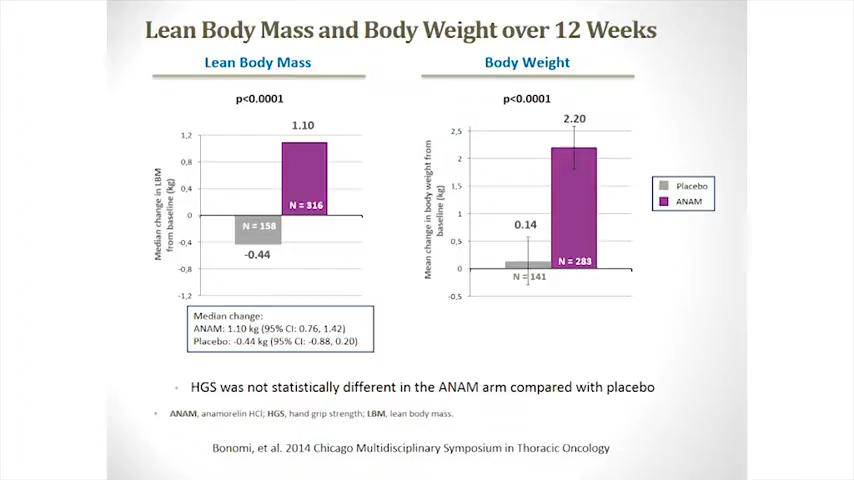 Lean Body Mass and Body Weight over 12 Weeks
Lean Body Mass
p<0.0001
1.10
1,2
0,8
0,4
0
-0,4
-0,8
-1,2
Median change in LBM
from baseline (kg)
N = 316
N = 158
-0.44
Median change:
ANAM: 1.10 kg (95% CI: 0.76, 1.42)
Placebo: -0.44 kg (95% CI: -0.88, 0.20)
Body Weight
p<0.0001
2.20
2,5
2
1,5
1
0,5
0
-0,5
Mean change in body weight from
baseline (kg)
0.14
N = 283
N = 141
Placebo
ANAM
HGS was not statistically different in the ANAM arm compared with placebo
ANAM, anamorelin HCl; HGS, hand grip strength; LBM, lean body mass.
Bonomi, et al. 2014 Chicago Multidisciplinary Symposium in Thoracic Oncology